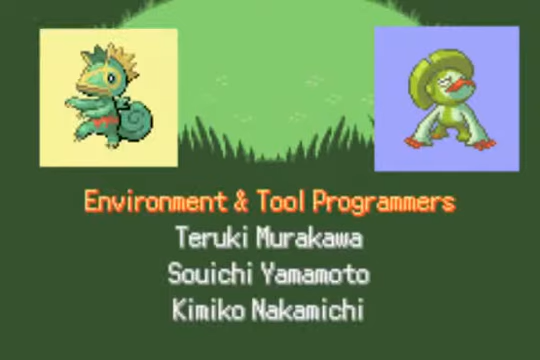 Environment & Tool Programmers
Teruki Murakawa
Souichi Yamamoto
Kimiko Nakamichi